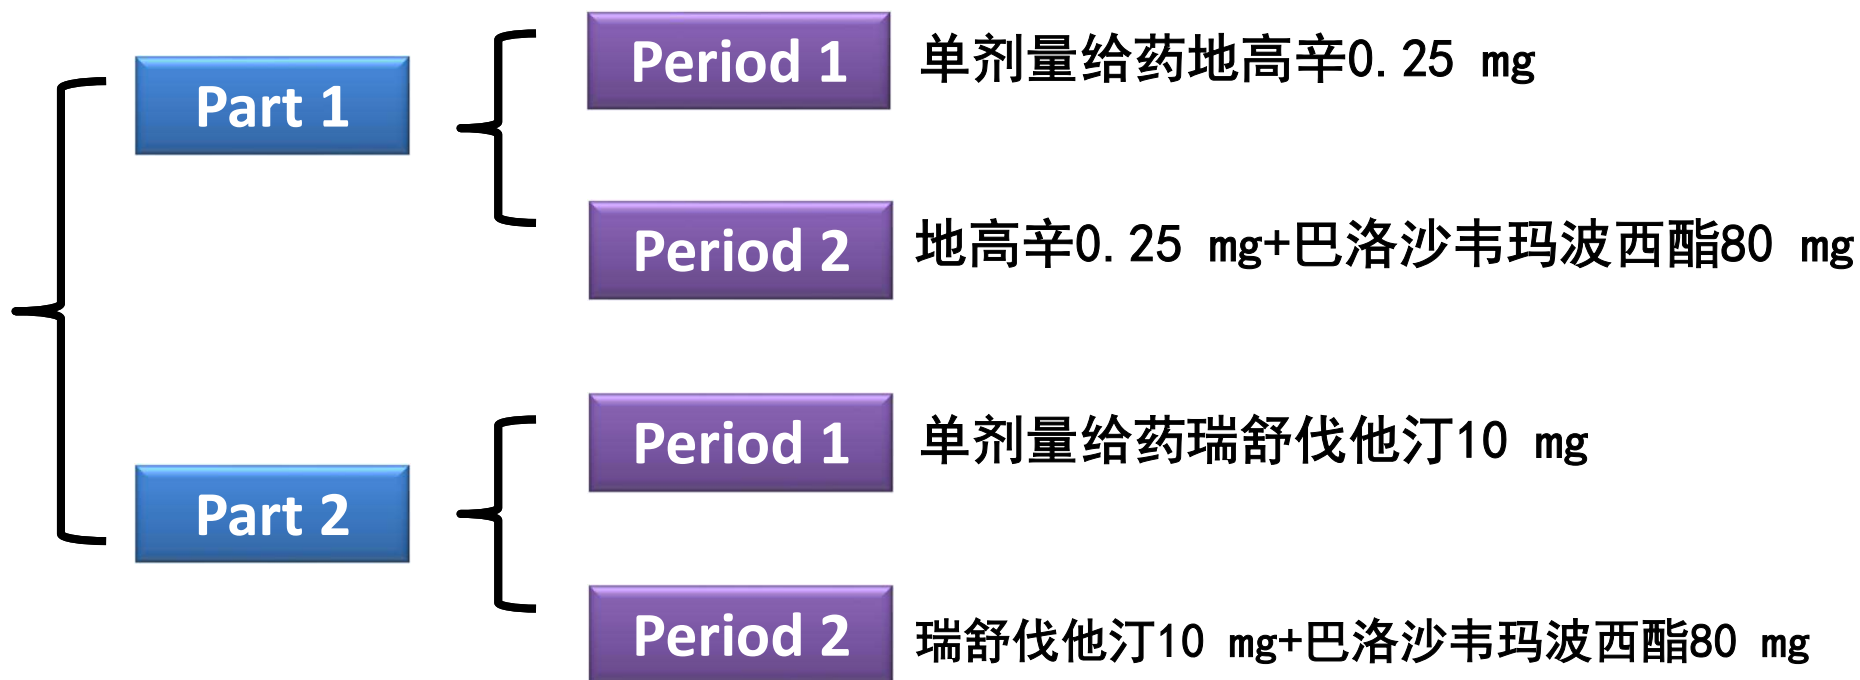 Part 1
Period 1
单剂量给药地高辛0.25 mg
Period 2
地高辛0.25 mg+巴洛沙韦玛波西酯80 mg
Part 2
Period 1
单剂量给药瑞舒伐他汀10 mg
Period 2
瑞舒伐他汀10 mg+巴洛沙韦玛波西酯80 mg